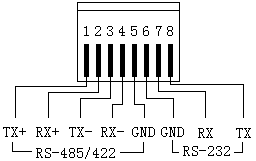 1 2 3 4 5 6 7 8
TX+ RX+ TX- RX- GND GND RX TX
RS-485/422 RS-232